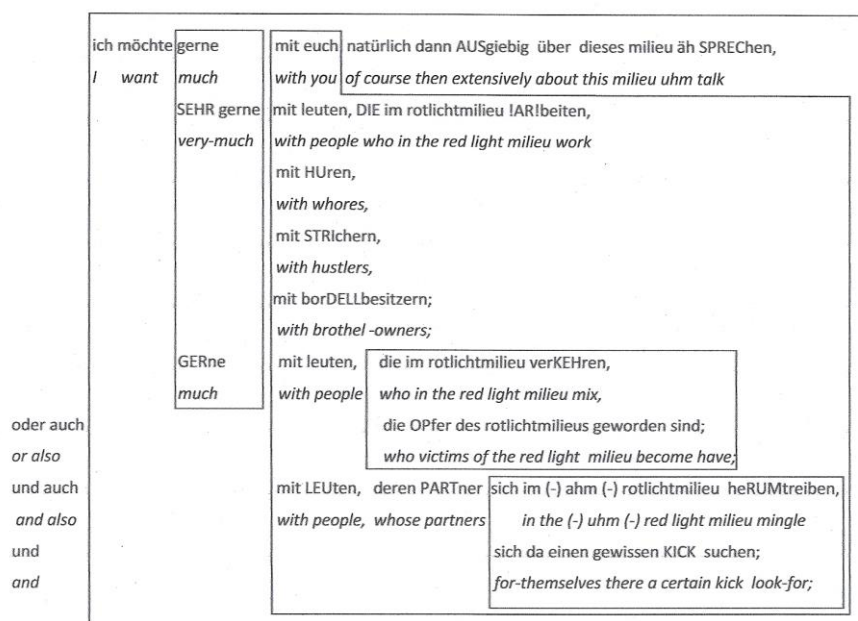 ich möchte gerne mit euch natürlich dann AUSgiebig über dieses milieu äh SPREChen,
I want much with you of course then extensively about this milieu uhm talk
SEHR gerne mit leuten, DIE im rotlichtmilieu !AR!beiten,
very-much with people who in the red light milieu work
mit HUren,
with whores,
mit STRIchern,
with hustlers,
mit borDELLbesitzern;
with brothel -owners;
GERne mit leuten, die im rotlichtmilieu verKEHren,
much with people who in the red light milieu mix,
oder auch die OPfer des rotlichtmilieus geworden sind;
or also who victims of the red light milieu become have;
und auch mit LEUten, deren PARTner sich im (-) ahm (-) rotlichtmilieu heRUMtreiben,
and also with people, whose partners in the (-) uhm (-) red light milieu mingle
und sich da einen gewissen KICK suchen;
and for-themselves there a certain kick look-for;